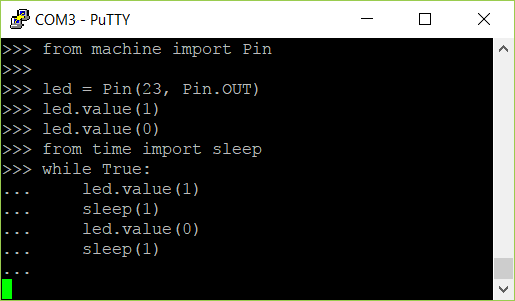 COM3 - PuTTY
>>> from machine import Pin
>>>
>>> led = Pin(23, Pin.OUT)
>>> led.value(1)
>>> led.value(0)
>>> from time import sleep
>>> while True:
...     led.value(1)
...     sleep(1)
...     led.value(0)
...     sleep(1)
...